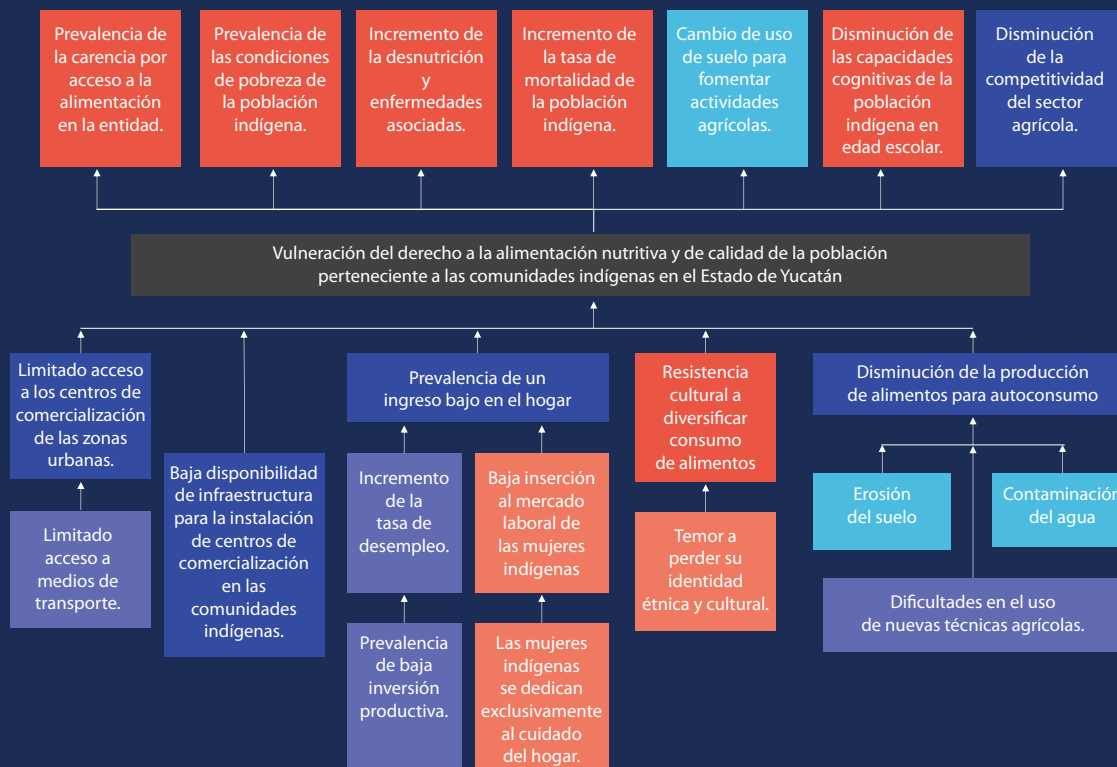 Prevalencia de
la carencia por
acceso a la
alimentación
en la entidad.
Prevalencia de
las condiciones
de pobreza de
la población
indígena.
Incremento de
la desnutrición
y
enfermedades
asociadas.
Incremento de
la tasa de
mortalidad de
la población
indígena.
Cambio de uso
de suelo para
fomentar
actividades
agrícolas.
Disminución de
las capacidades
cognitivas de la
población
indígena en
edad escolar.
Disminución
de la
competitividad
del sector
agrícola.
Vulneración del derecho a la alimentación nutritiva y de calidad de la población
perteneciente a las comunidades indígenas en el Estado de Yucatán
Limitado acceso
a los centros de
comercialización
de las zonas
urbanas.
Limitado
acceso a
medios de
transporte.
Baja disponibilidad
de infraestructura
para la instalación
de centros de
comercialización
en las
comunidades
indígenas.
Prevalencia de un
ingreso bajo en el hogar
Incremento
de la
tasa de
desempleo.
Prevalencia
de baja
inversión
productiva.
Baja inserción
al mercado
laboral de
las mujeres
indígenas
Las mujeres
indígenas
se dedican
exclusivamente
al cuidado
del hogar.
Resistencia
cultural a
diversificar
consumo
de alimentos
Temor a
perder su
identidad
étnica y cultural.
Disminución de la producción
de alimentos para autoconsumo
Erosión
del suelo
Contaminación
del agua
Dificultades en el uso
de nuevas técnicas agrícolas.